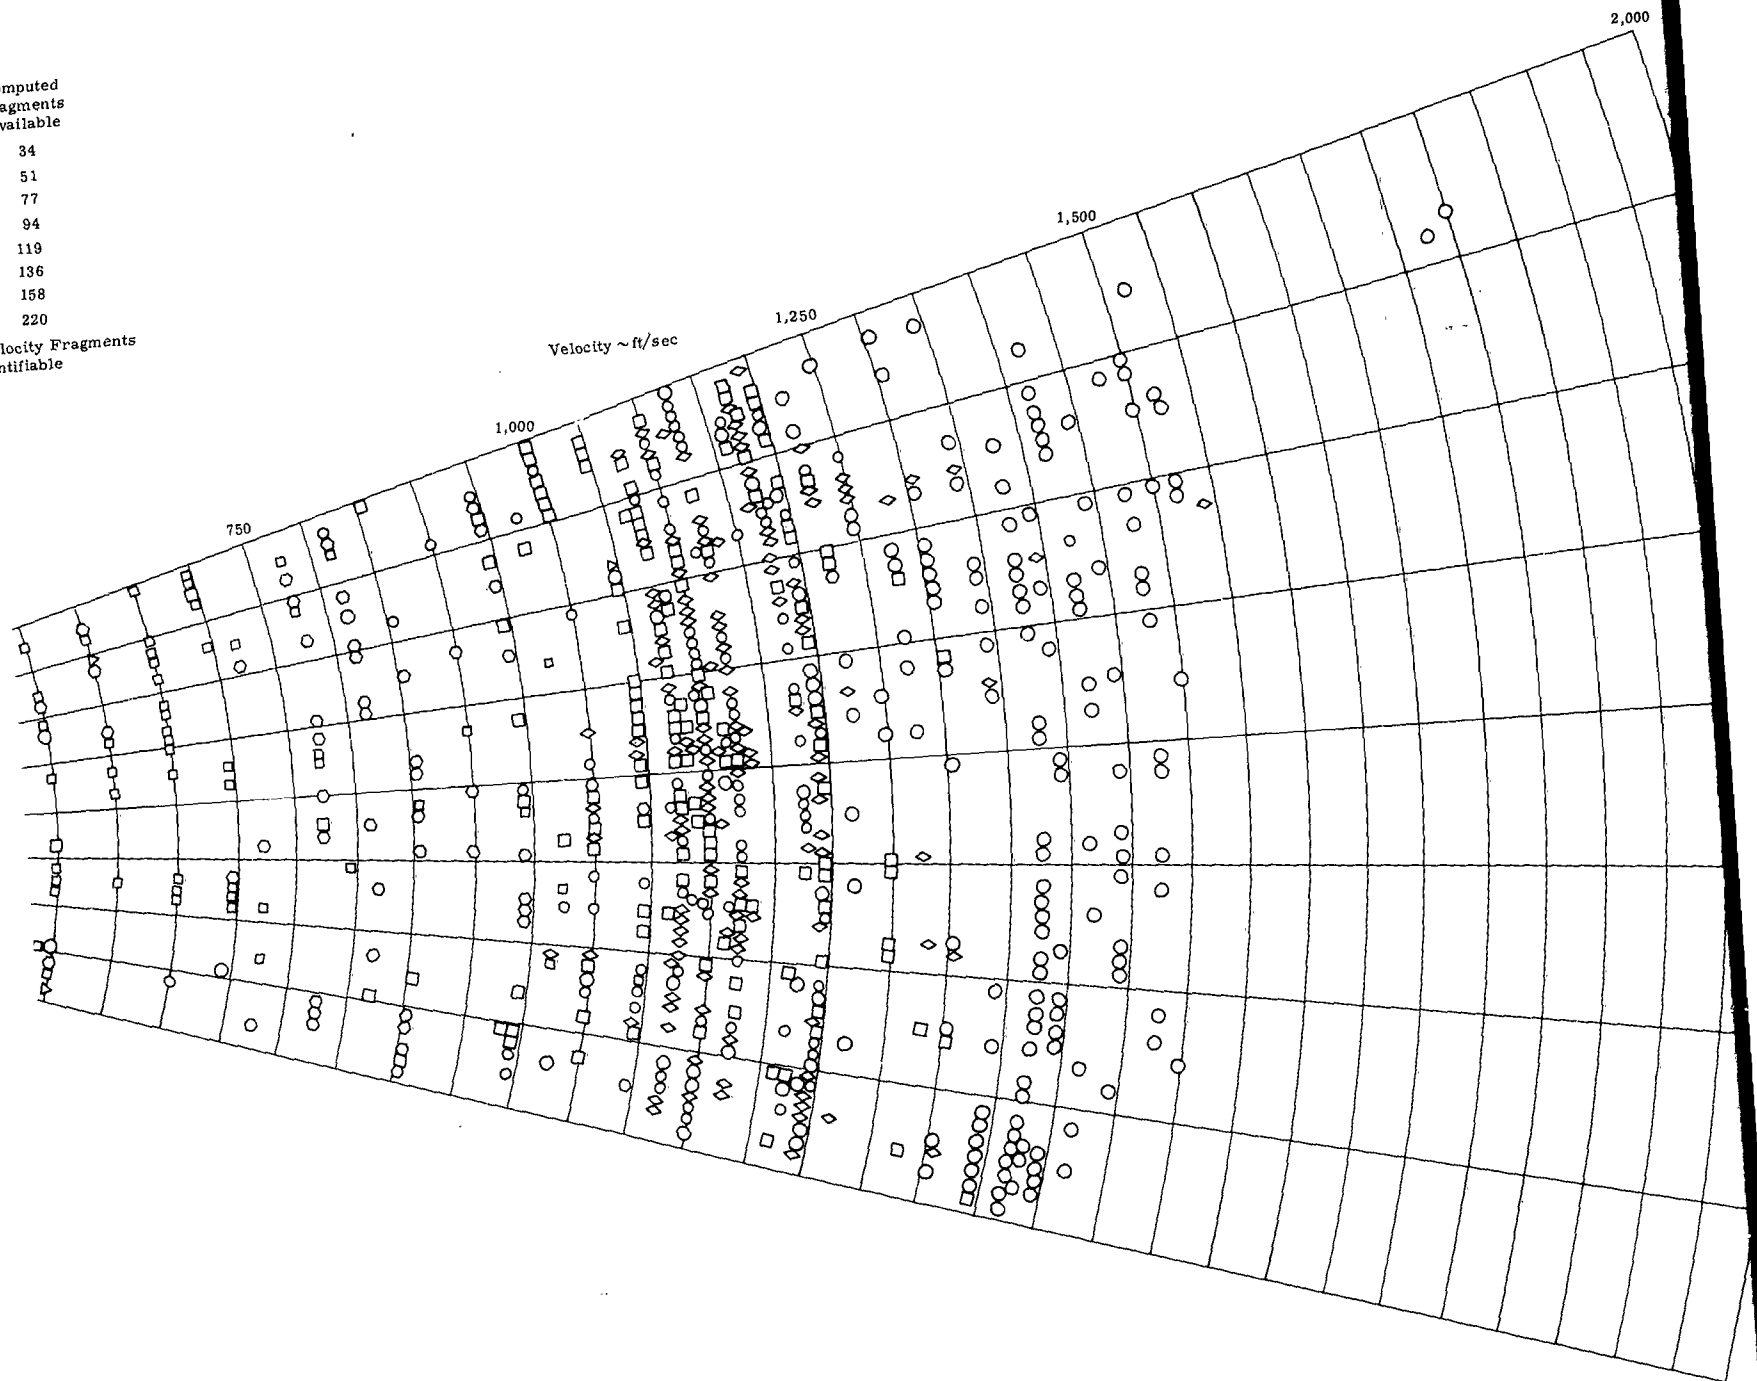 omputed
agments
vailable
34
51
77
94
119
136
158
220
locity Fragments
ntifiable
750
1,000
Velocity ~ ft/sec
1,250
1,500
2,000